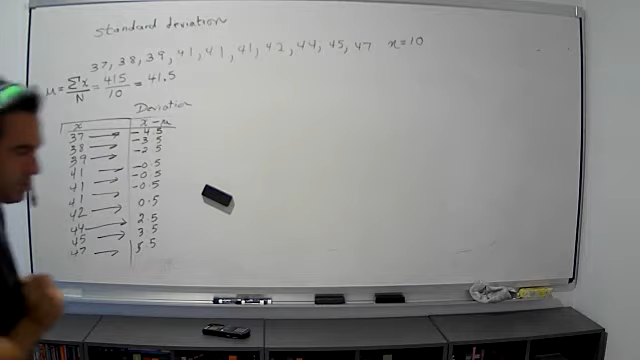 standard deviation
37, 38, 39, 41, 41, 41, 42, 44, 45, 47 n=10
μ = Σx/N = 415/10 = 41.5
Deviation
x x-μ
37 → -4.5
38 → -3.5
39 → -2.5
41 → -0.5
41 → -0.5
41 → -0.5
42 → 0.5
44 → 2.5
45 → 3.5
47 → 5.5